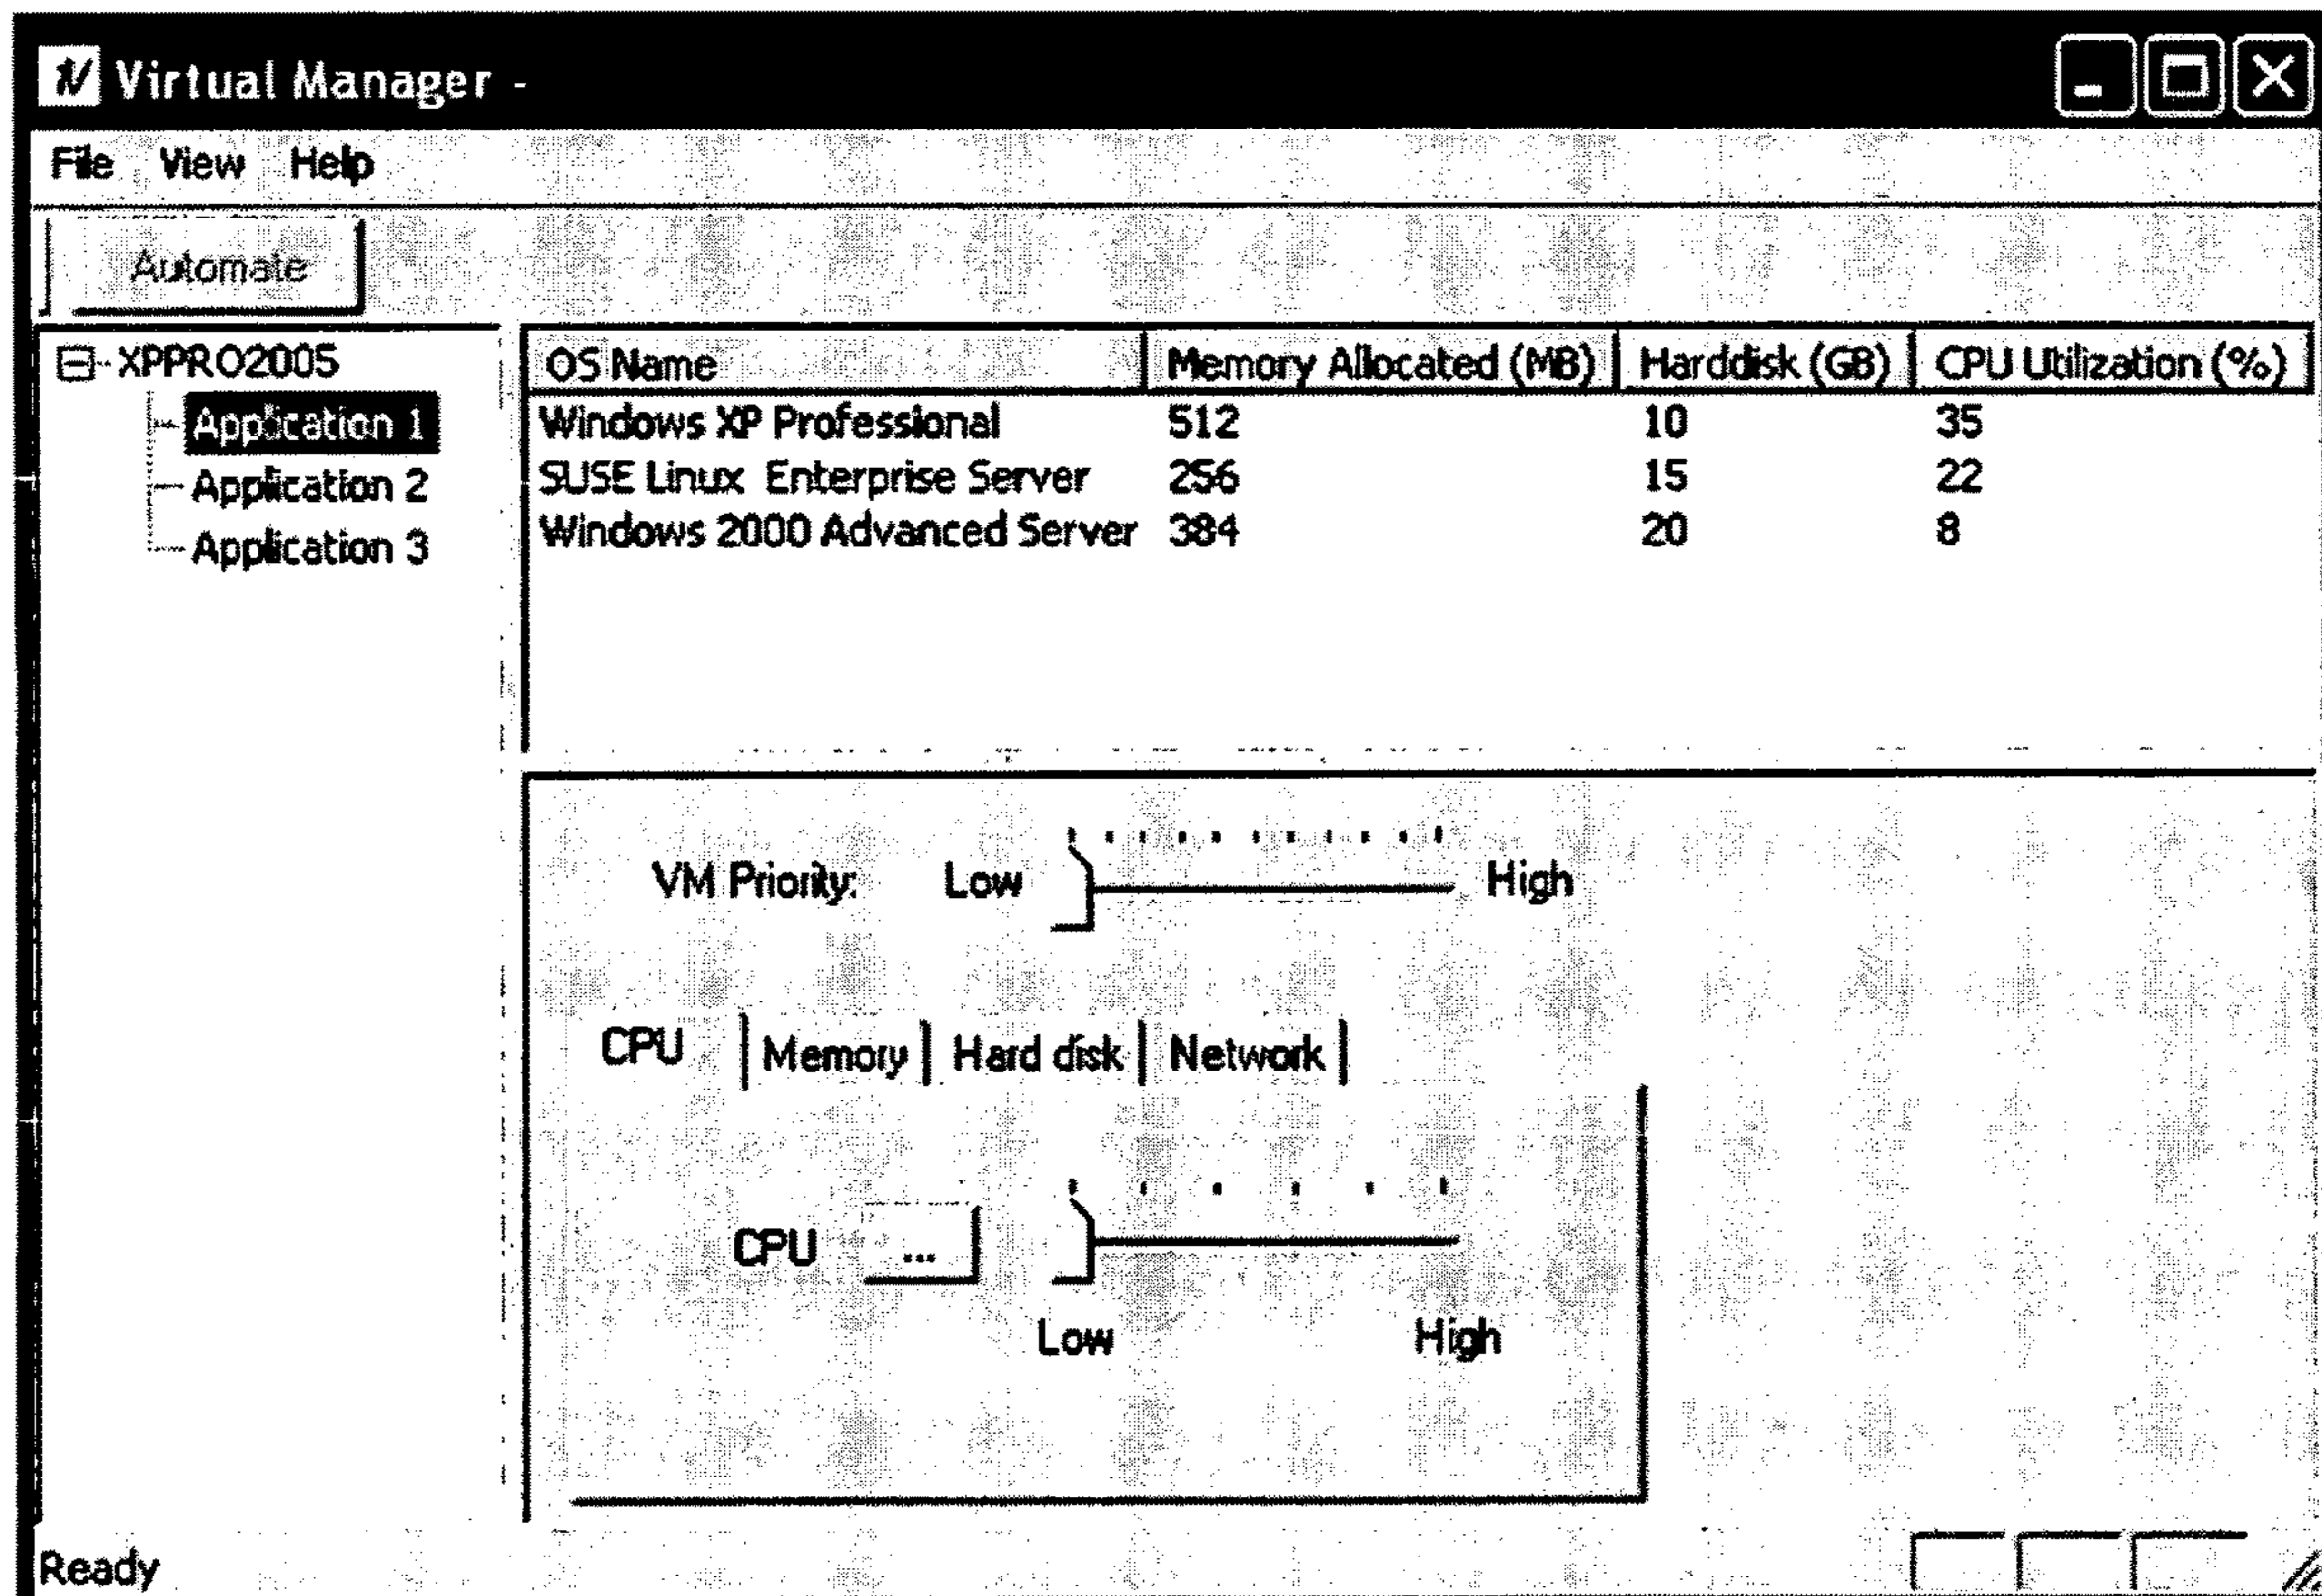 Virtual Manager -
File View Help
Automate
XPPRO2005
Application 1
Application 2
Application 3
OS Name Memory Allocated (MB) Harddisk (GB) CPU Utilization (%)
Windows XP Professional 512 10 35
SUSE Linux Enterprise Server 256 15 22
Windows 2000 Advanced Server 384 20 8
VM Priority: Low High
CPU Memory Hard disk Network
CPU ...
Low High
Ready